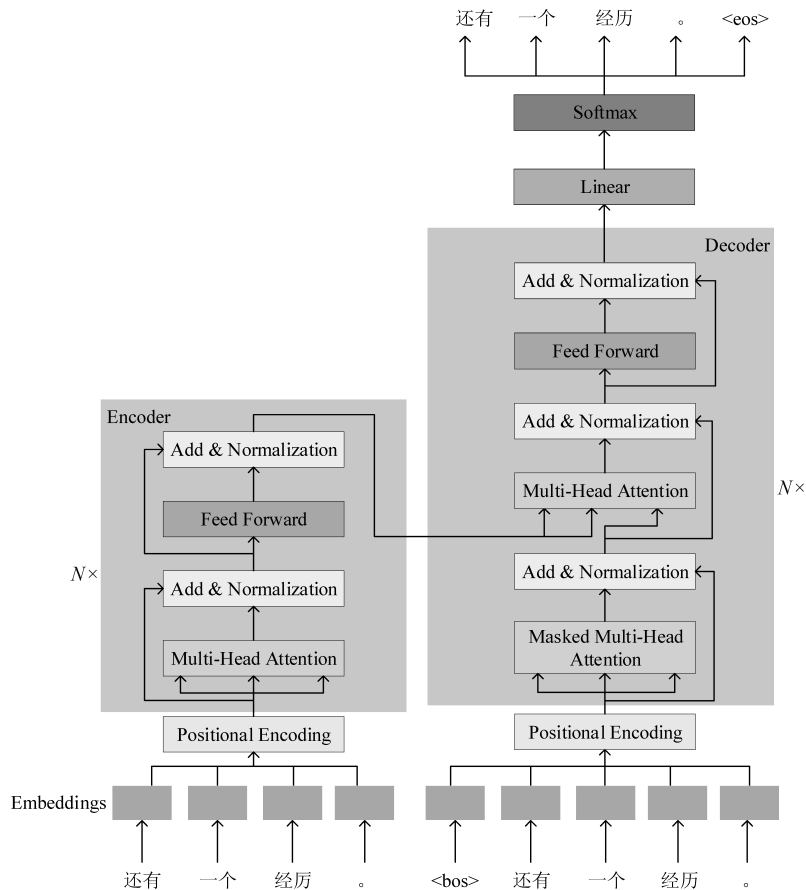 还有 一个 经历 。 <eos>
Softmax
Linear
Decoder
Add & Normalization
Feed Forward
Add & Normalization
Multi-Head Attention
N×
Add & Normalization
Masked Multi-Head
Attention
Positional Encoding
Encoder
Add & Normalization
Feed Forward
N×
Add & Normalization
Multi-Head Attention
Positional Encoding
Embeddings
还有 一个 经历 。 <bos> 还有 一个 经历 。